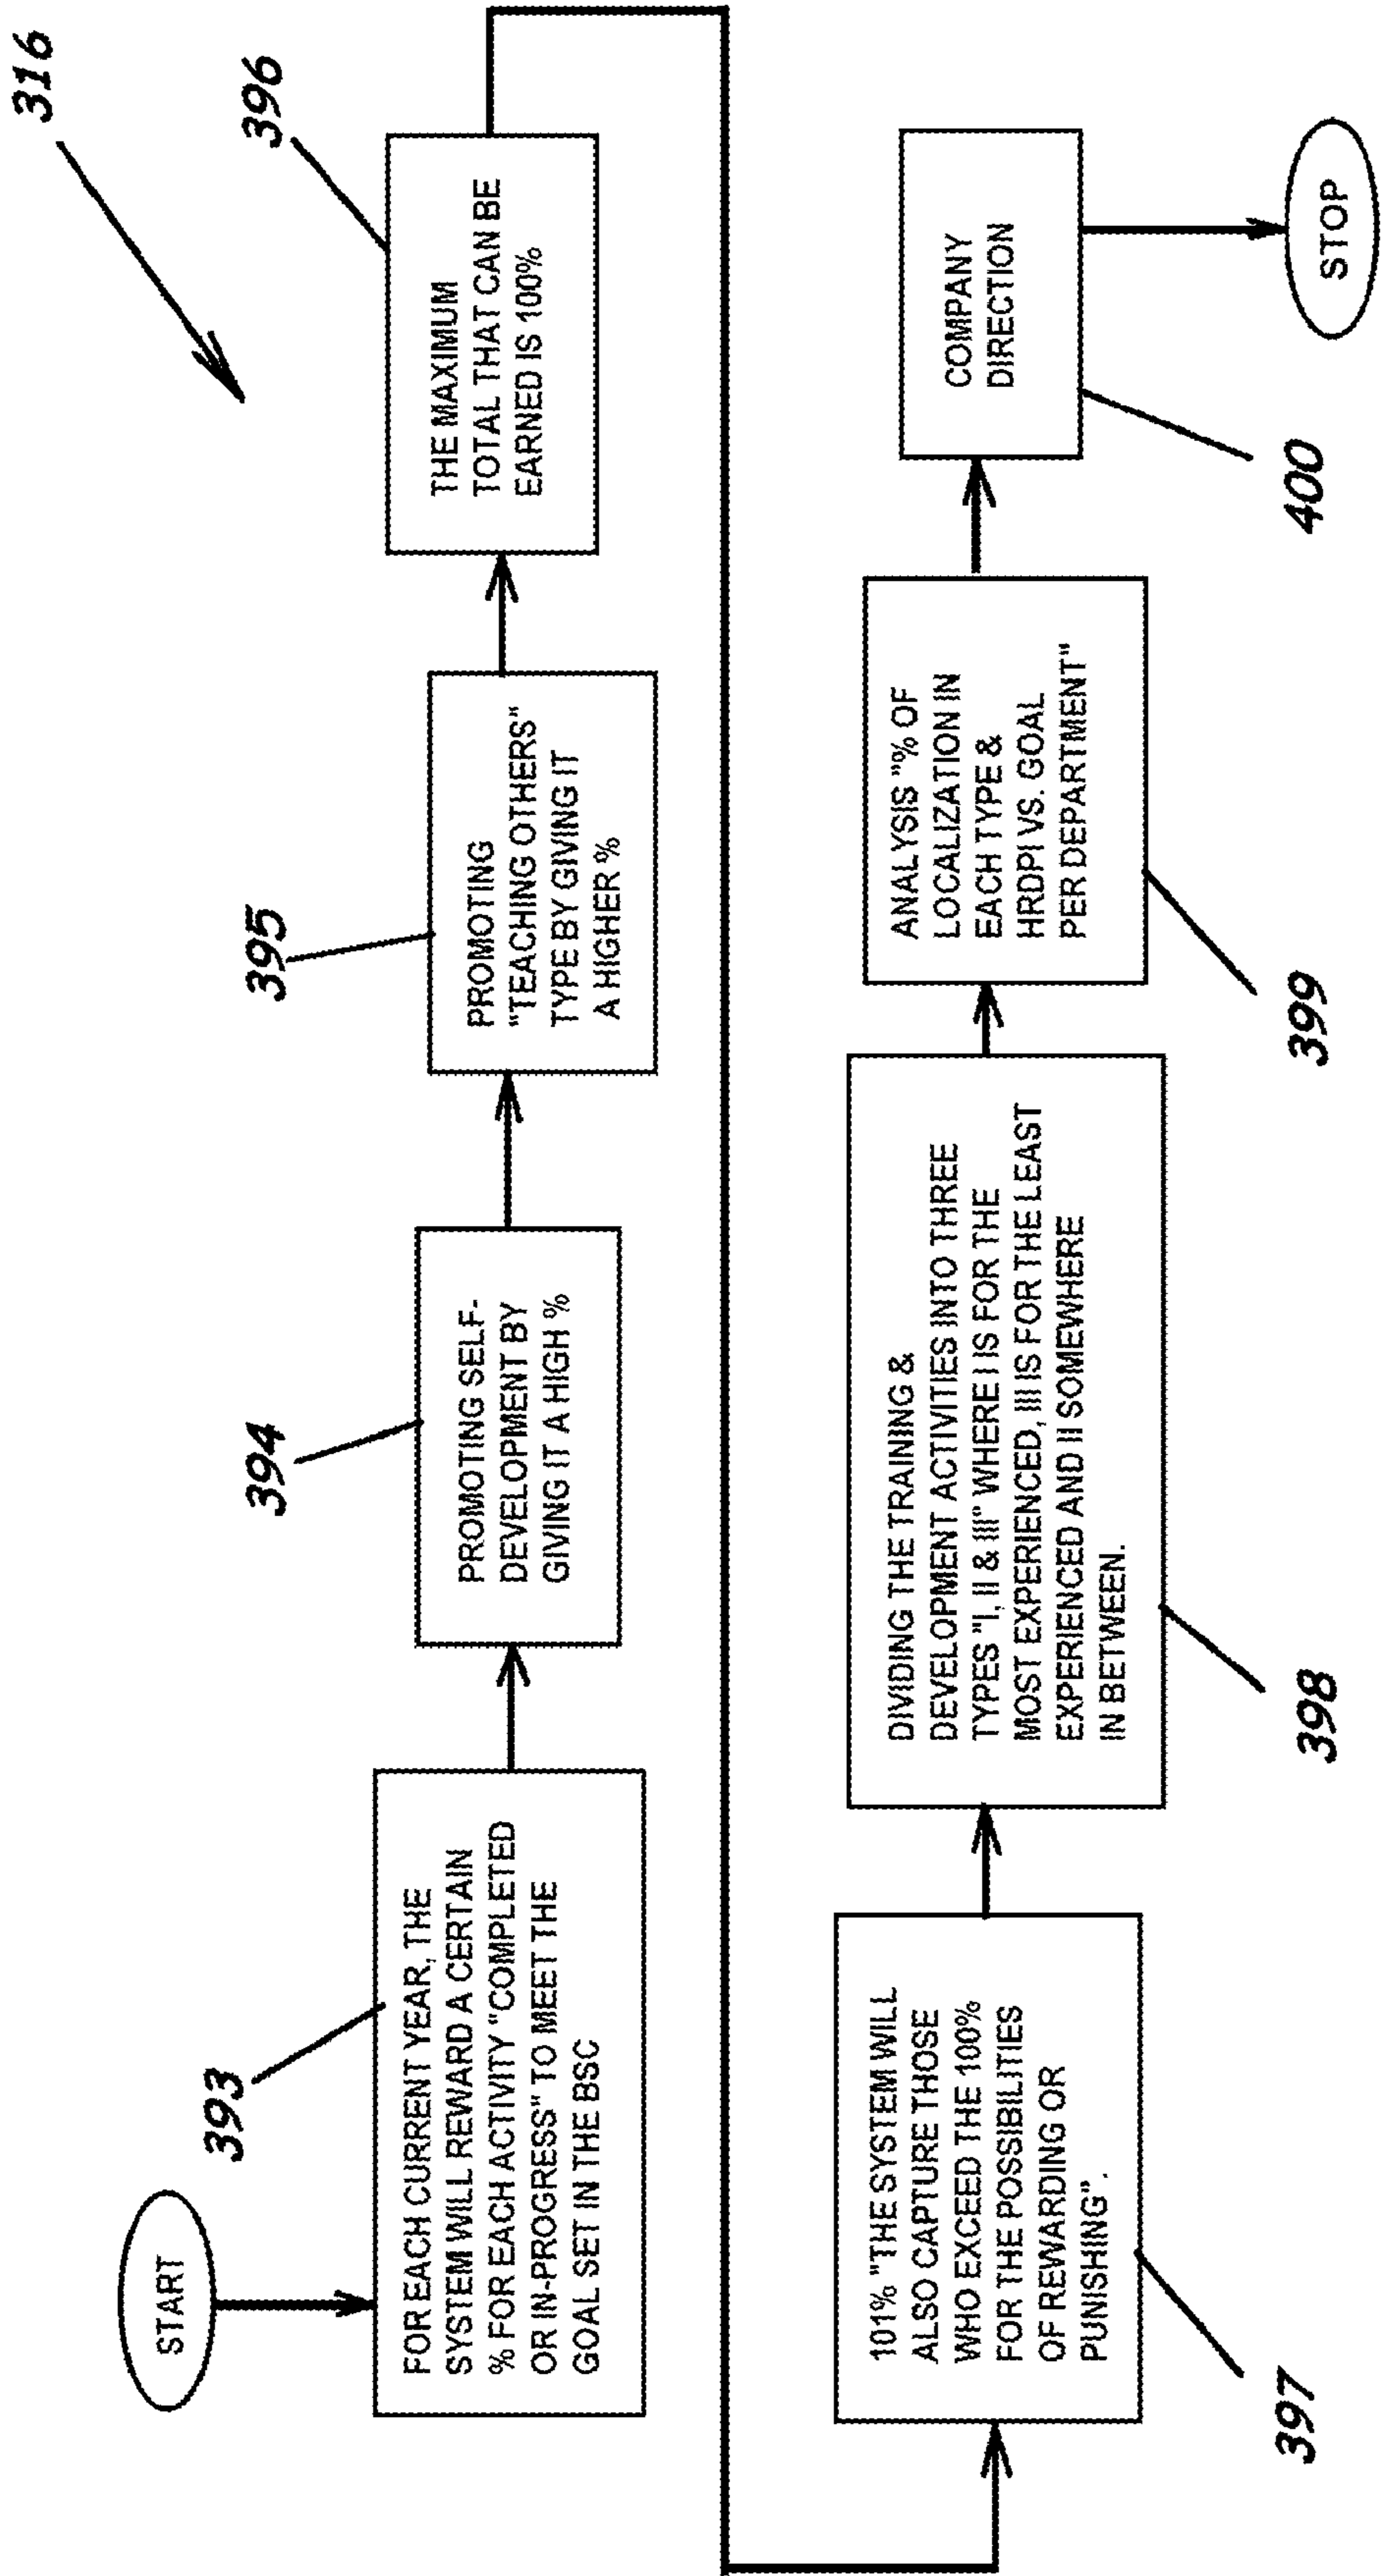 316
START
393
FOR EACH CURRENT YEAR, THE
SYSTEM WILL REWARD A CERTAIN
% FOR EACH ACTIVITY "COMPLETED
OR IN-PROGRESS" TO MEET THE
GOAL SET IN THE BSC
394
PROMOTING SELF-
DEVELOPMENT BY
GIVING IT A HIGH %
395
PROMOTING
"TEACHING OTHERS"
TYPE BY GIVING IT
A HIGHER %
396
THE MAXIMUM
TOTAL THAT CAN BE
EARNED IS 100%
101% "THE SYSTEM WILL
ALSO CAPTURE THOSE
WHO EXCEED THE 100%
FOR THE POSSIBILITIES
OF REWARDING OR
PUNISHING".
397
DIVIDING THE TRAINING &
DEVELOPMENT ACTIVITIES INTO THREE
TYPES "I, II & III" WHERE I IS FOR THE
MOST EXPERIENCED, III IS FOR THE LEAST
EXPERIENCED AND II SOMEWHERE
IN BETWEEN.
398
ANALYSIS "% OF
LOCALIZATION IN
EACH TYPE &
HRDPI VS. GOAL
PER DEPARTMENT"
399
COMPANY
DIRECTION
400
STOP